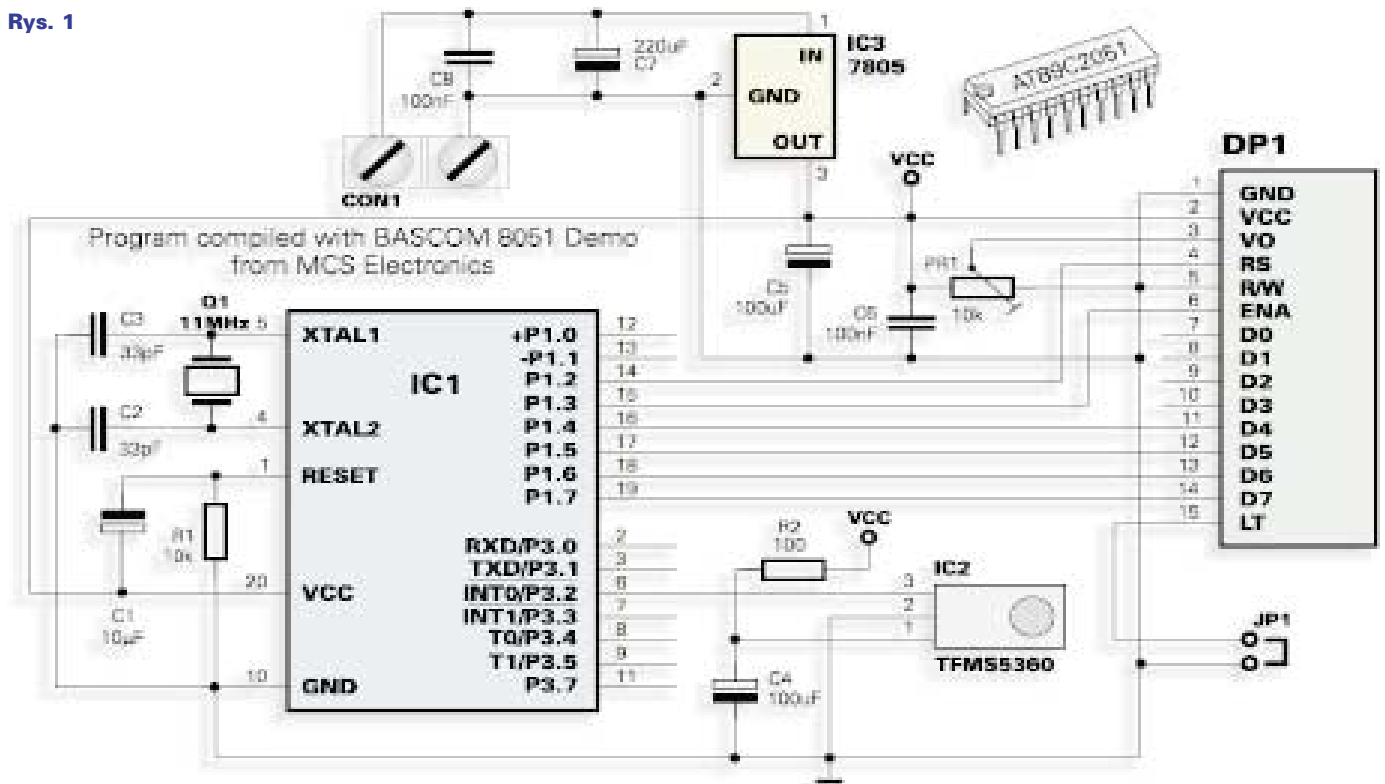 Rys. 1
1
IN
IC3
7805
220uF
C7
C8
100nF
2
GND
OUT
3
CON1
AT89C2051
VCC
DP1
Program compiled with BASCOM 8051 Demo
from MCS Electronics
C5
100uF
C6
100nF
PR1
10k
1
GND
2
VCC
3
VO
4
RS
5
R/W
6
ENA
7
D0
8
D1
9
D2
10
D3
11
D4
12
D5
13
D6
14
D7
15
LT
Q1
11MHz
C3
33pF
C2
33pF
R1
10k
C1
10µF
IC1
5
XTAL1
4
XTAL2
1
RESET
20
VCC
10
GND
+P1.0
12
-P1.1
13
P1.2
14
P1.3
15
P1.4
16
P1.5
17
P1.6
18
P1.7
19
RXD/P3.0
2
TXD/P3.1
3
INT0/P3.2
6
INT1/P3.3
7
T0/P3.4
8
T1/P3.5
9
P3.7
11
R2
100
VCC
C4
100uF
IC2
3
2
1
TFMS5360
JP1